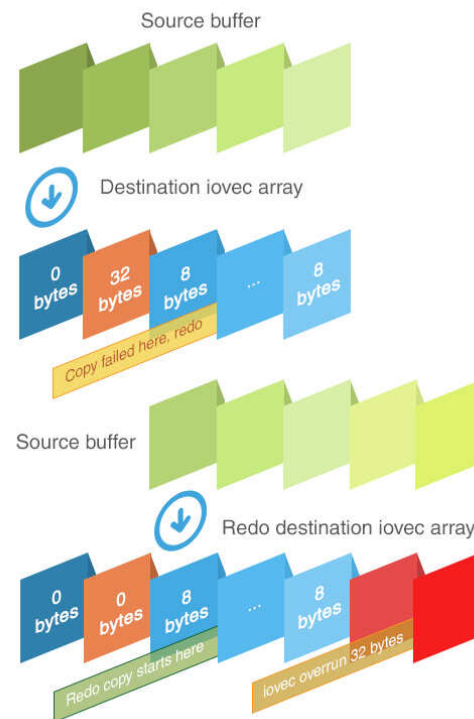 Source buffer
Destination iovec array
0
bytes
32
bytes
8
bytes
...
8
bytes
Copy failed here, redo
Source buffer
Redo destination iovec array
0
bytes
0
bytes
8
bytes
...
8
bytes
Redo copy starts here
iovec overrun 32 bytes